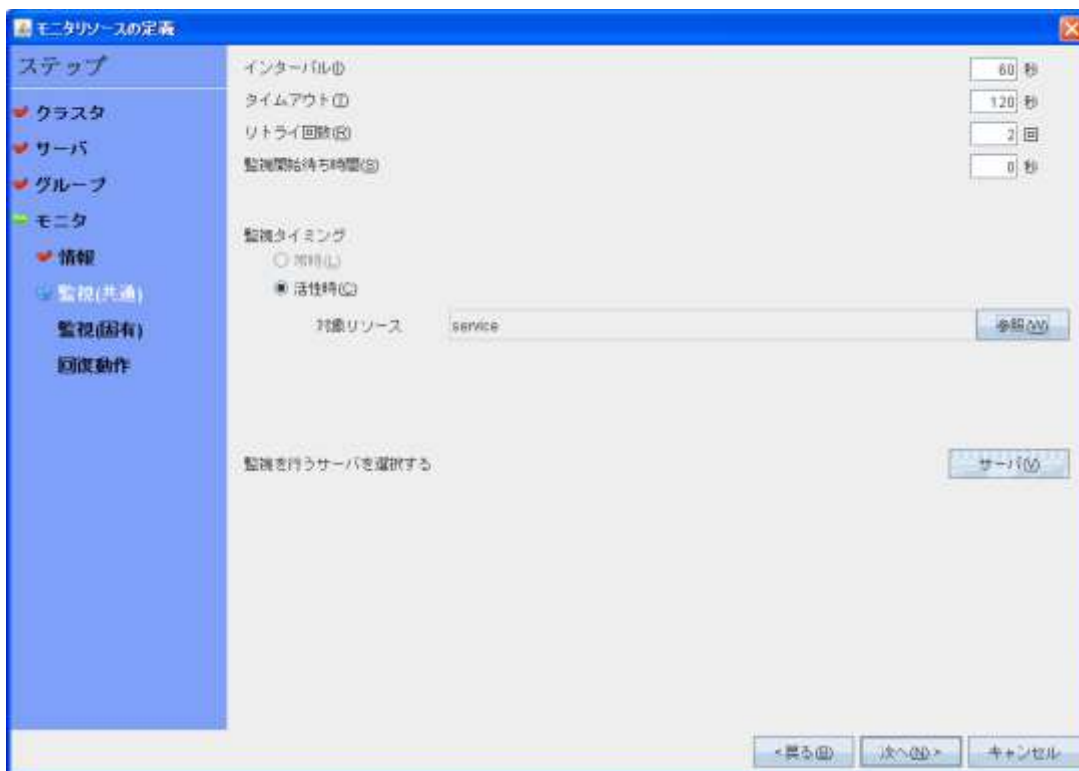 モニタリソースの定義
ステップ
クラスタ
サーバ
グループ
モニタ
情報
監視(共通)
監視(固有)
回復動作
インターバル(I) 60 秒
タイムアウト(T) 120 秒
リトライ回数(R) 2 回
監視開始待ち時間(S) 0 秒
監視タイミング
常時(L)
活性時(C)
対象リソース service 参照(W)
監視を行うサーバを選択する サーバ(V)
<戻る(B) 次へ(N)> キャンセル